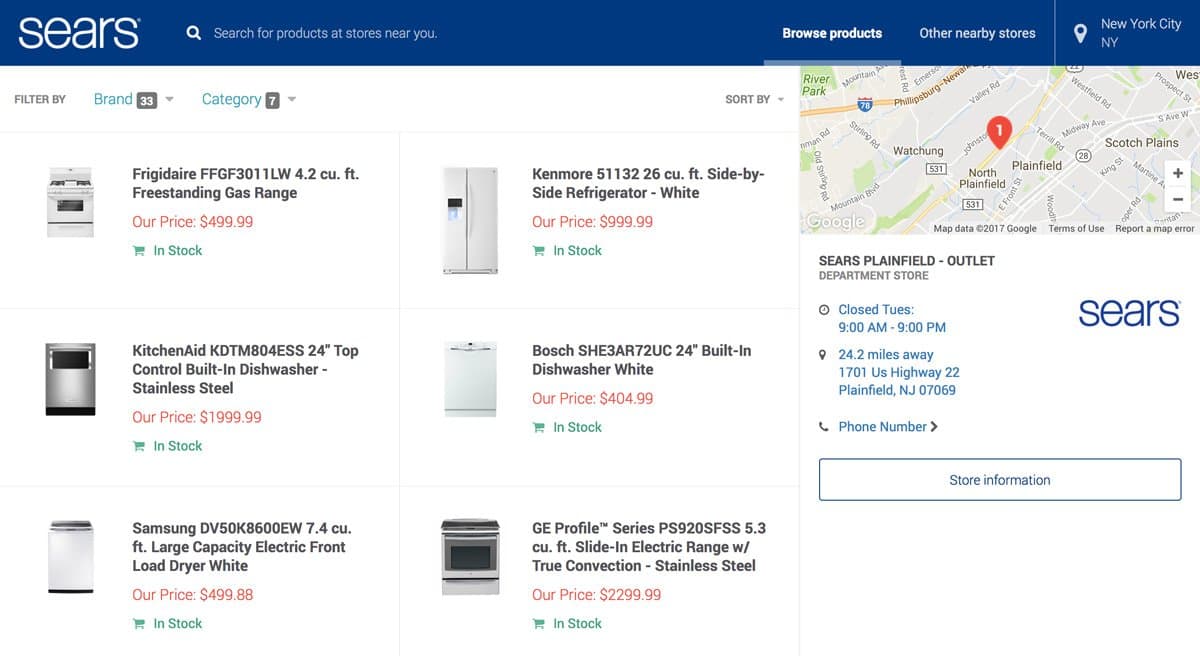 sears
Search for products at stores near you.
Browse products
Other nearby stores
New York City
NY
FILTER BY
Brand 33
Category 7
SORT BY
Frigidaire FFGF3011LW 4.2 cu. ft.
Freestanding Gas Range
Our Price: $499.99
In Stock
Kenmore 51132 26 cu. ft. Side-by-
Side Refrigerator - White
Our Price: $999.99
In Stock
KitchenAid KDTM804ESS 24" Top
Control Built-In Dishwasher -
Stainless Steel
Our Price: $1999.99
In Stock
Bosch SHE3AR72UC 24" Built-In
Dishwasher White
Our Price: $404.99
In Stock
Samsung DV50K8600EW 7.4 cu.
ft. Large Capacity Electric Front
Load Dryer White
Our Price: $499.88
In Stock
GE Profile™ Series PS920SFSS 5.3
cu. ft. Slide-In Electric Range w/
True Convection - Stainless Steel
Our Price: $2299.99
In Stock
River
Park
Mountain Av
Emerso
22
West
78
Phillipsburg-Newar
Valley Rd
Westfield Rd
Prospect St
S Ave W
Stirling Rd
Old Stirling Rd
Watchung
Johnsto
1
Terrill Rd
Midway Ave
Scotch Plains
28
531
Plainfield
King St
Martine A
North
Plainfield
E Front St
Mountain Blvd
531
Google
Map data ©2017 Google
Terms of Use
Report a map error
+
−
SEARS PLAINFIELD - OUTLET
DEPARTMENT STORE
sears
Closed Tues:
9:00 AM - 9:00 PM
24.2 miles away
1701 Us Highway 22
Plainfield, NJ 07069
Phone Number
Store information